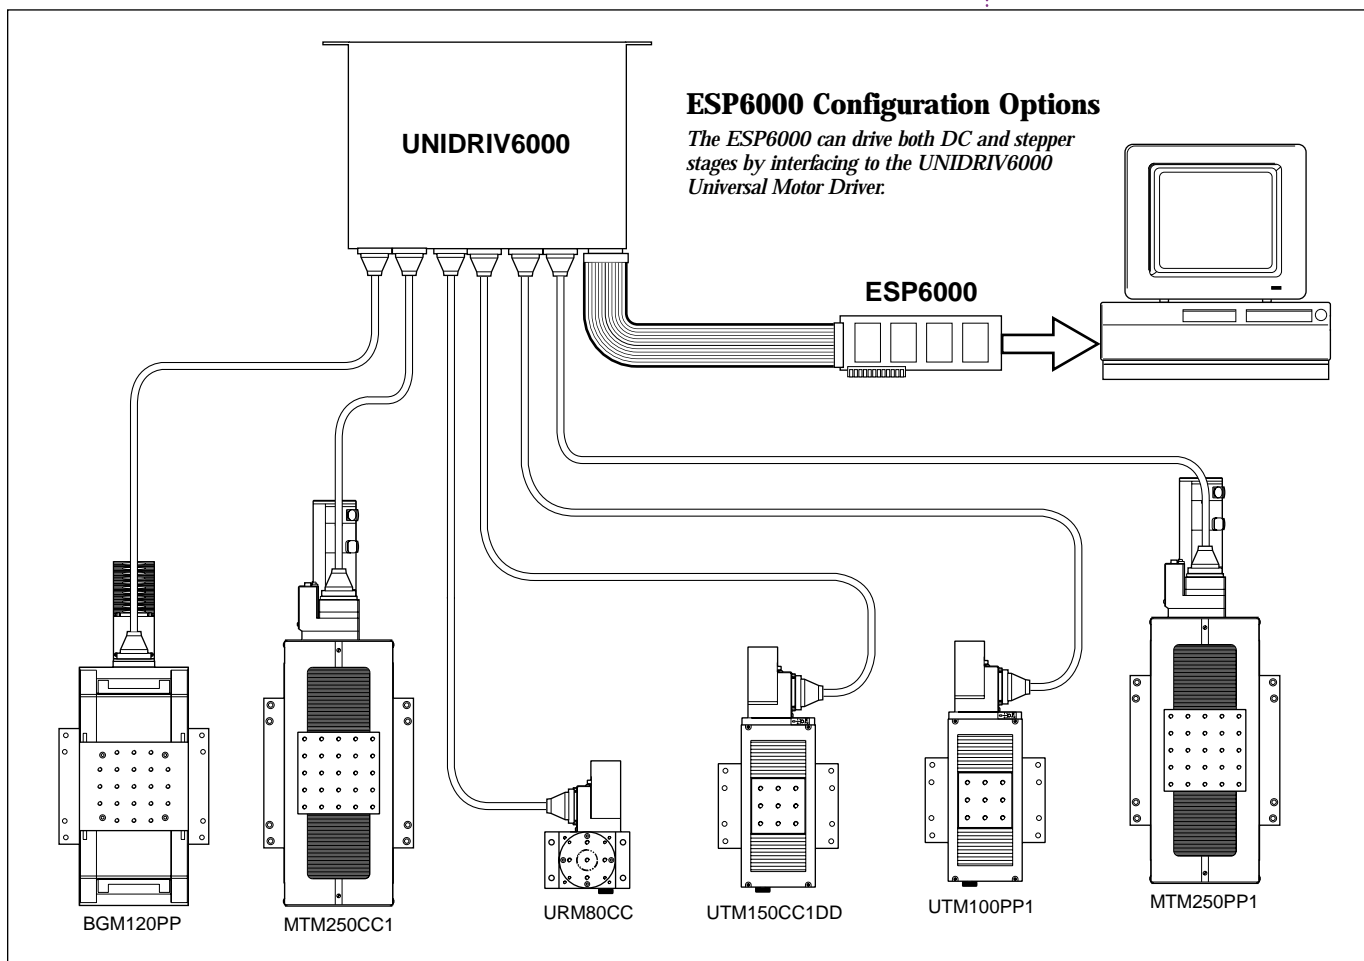 UNIDRIV6000
ESP6000 Configuration Options
The ESP6000 can drive both DC and stepper
stages by interfacing to the UNIDRIV6000
Universal Motor Driver.
ESP6000
BGM120PP
MTM250CC1
URM80CC
UTM150CC1DD
UTM100PP1
MTM250PP1